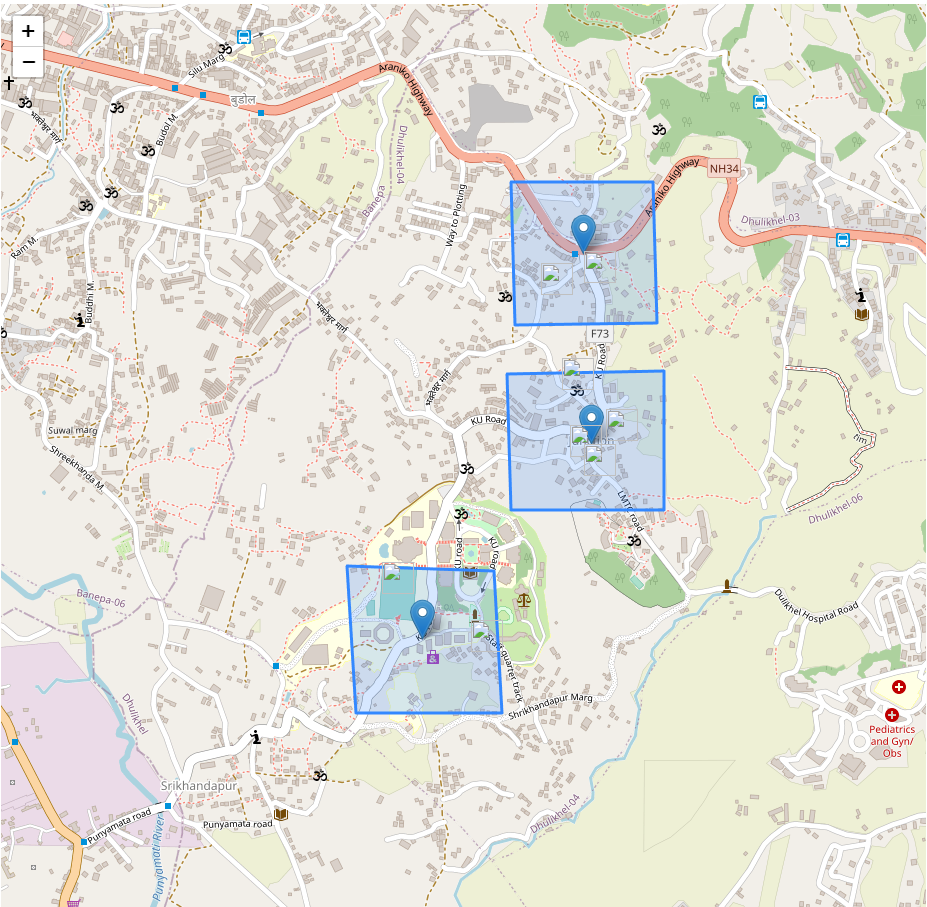 +
−
Silu Marg
Araniko Highway
Budol M.
Dhulikhel-04
Banepa
Way to Plotting
Araniko Highway
NH34
Dhulikhel-03
Ram M.
Buddhi M.
F73
KU Road
KU Road
Suwal marg
Shreekhanda M.
LMTC road
Dhulikhel-06
KU road
KU road
Banepa-06
Dulikhel Hospital Road
Staff quarter track
Dhulikhel
Shrikhandapur Marg
Pediatrics
and Gyn/
Obs
Srikhandapur
Punyamata road
Punyamata road
Dhulikhel-04
Punyamati River